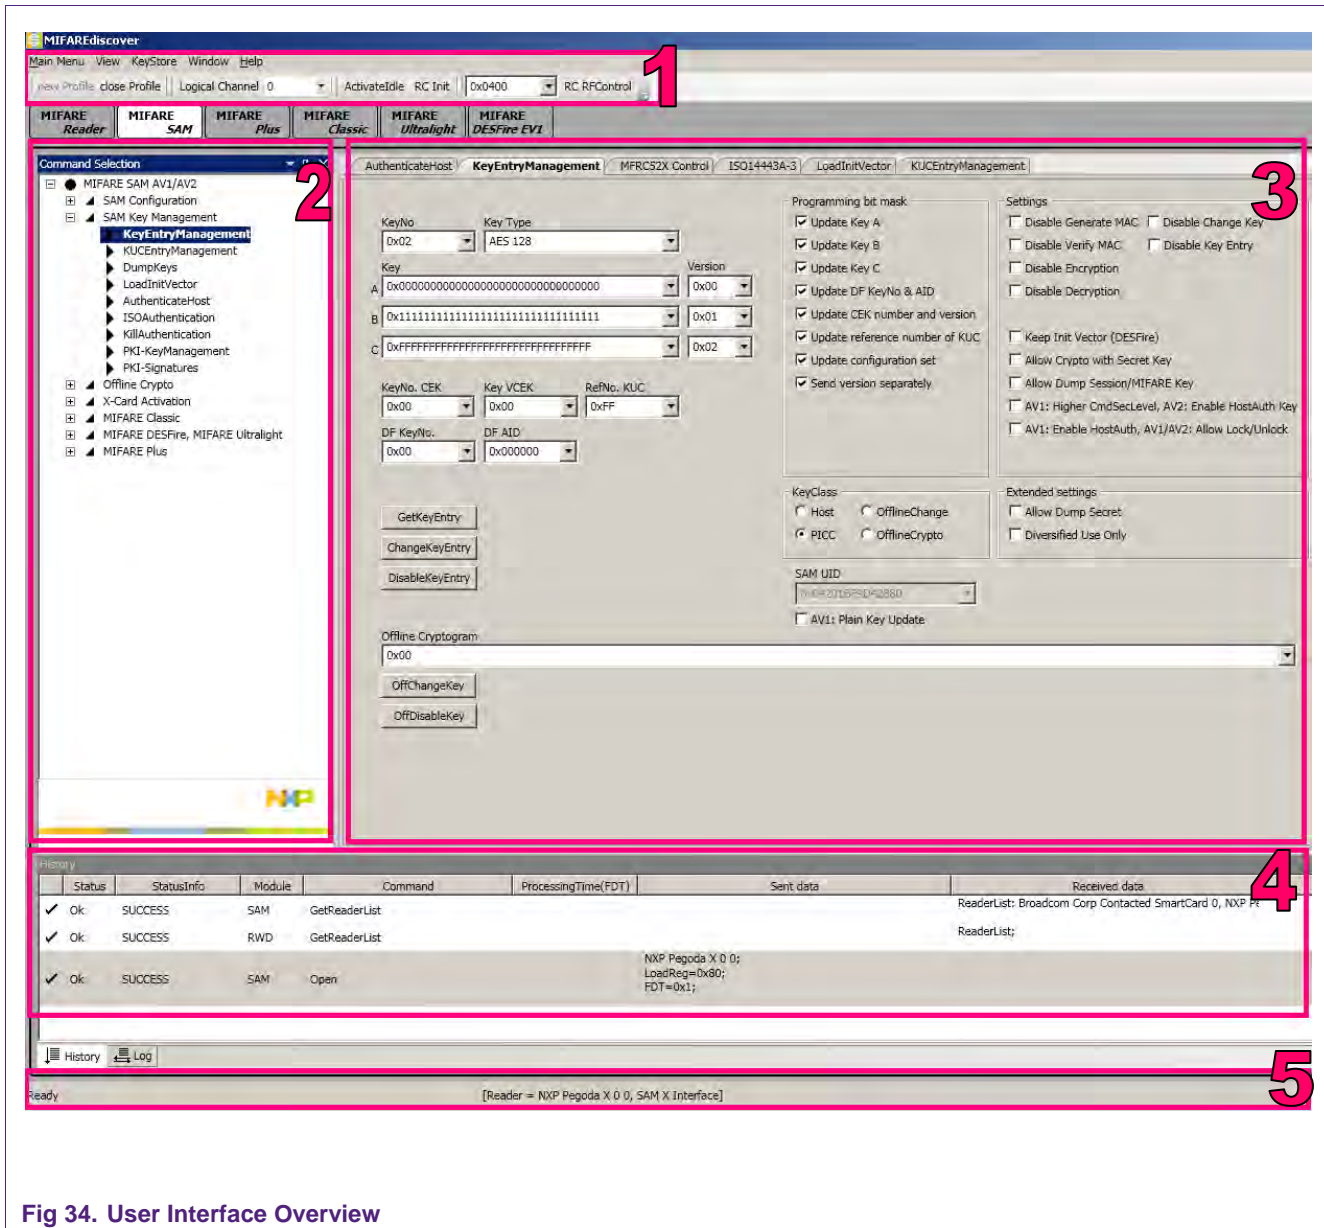 MIFAREdiscover
Main Menu View KeyStore Window Help
new Profile close Profile Logical Channel 0 ActivateIdle RC Init 0x0400 RC RFControl
1
MIFARE Reader
MIFARE SAM
MIFARE Plus
MIFARE Classic
MIFARE Ultralight
MIFARE DESFire EV1
Command Selection
2
MIFARE SAM AV1/AV2
SAM Configuration
SAM Key Management
KeyEntryManagement
KUCEntryManagement
DumpKeys
LoadInitVector
AuthenticateHost
ISOAuthentication
KillAuthentication
PKI-KeyManagement
PKI-Signatures
Offline Crypto
X-Card Activation
MIFARE Classic
MIFARE DESFire, MIFARE Ultralight
MIFARE Plus
NXP
AuthenticateHost KeyEntryManagement MFRC52X Control ISO14443A-3 LoadInitVector KUCEntryManagement
3
KeyNo Key Type
0x02 AES 128
Key Version
A 0x00000000000000000000000000000000 0x00
B 0x11111111111111111111111111111111 0x01
C 0xFFFFFFFFFFFFFFFFFFFFFFFFFFFFFFFF 0x02
KeyNo. CEK Key VCEK RefNo. KUC
0x00 0x00 0xFF
DF KeyNo. DF AID
0x00 0x000000
GetKeyEntry
ChangeKeyEntry
DisableKeyEntry
Programming bit mask
Update Key A
Update Key B
Update Key C
Update DF KeyNo & AID
Update CEK number and version
Update reference number of KUC
Update configuration set
Send version separately
Settings
Disable Generate MAC Disable Change Key
Disable Verify MAC Disable Key Entry
Disable Encryption
Disable Decryption
Keep Init Vector (DESFire)
Allow Crypto with Secret Key
Allow Dump Session/MIFARE Key
AV1: Higher CmdSecLevel, AV2: Enable HostAuth Key
AV1: Enable HostAuth, AV1/AV2: Allow Lock/Unlock
KeyClass
Host OfflineChange
PICC OfflineCrypto
Extended settings
Allow Dump Secret
Diversified Use Only
SAM UID
AV1: Plain Key Update
Offline Cryptogram
0x00
OffChangeKey
OffDisableKey
History
4
Status StatusInfo Module Command ProcessingTime(FDT) Sent data Received data
Ok SUCCESS SAM GetReaderList ReaderList: Broadcom Corp Contacted SmartCard 0, NXP Pe
Ok SUCCESS RWD GetReaderList ReaderList;
Ok SUCCESS SAM Open NXP Pegoda X 0 0;
LoadReg=0x80;
FDT=0x1;
History Log
5
Ready [Reader = NXP Pegoda X 0 0, SAM X Interface]
Fig 34. User Interface Overview